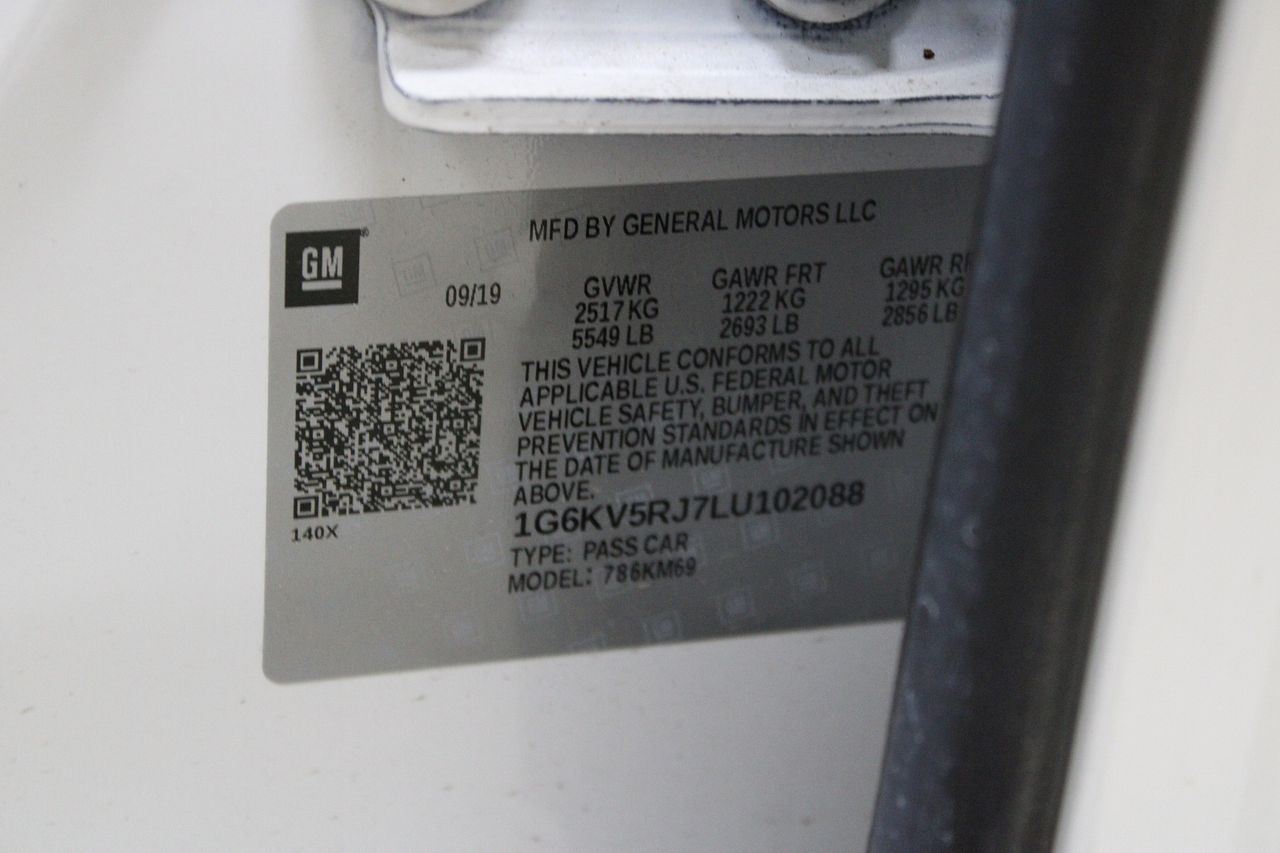 MFD BY GENERAL MOTORS LLC
GM
09/19
GVWR GAWR FRT GAWR
2517 KG 1222 KG 1295 KG
5549 LB 2693 LB 2856 LB
THIS VEHICLE CONFORMS TO ALL
APPLICABLE U.S. FEDERAL MOTOR
VEHICLE SAFETY, BUMPER, AND THEFT
PREVENTION STANDARDS IN EFFECT ON
THE DATE OF MANUFACTURE SHOWN
ABOVE.
1G6KV5RJ7LU102088
140X
TYPE: PASS CAR
MODEL: 786KM69